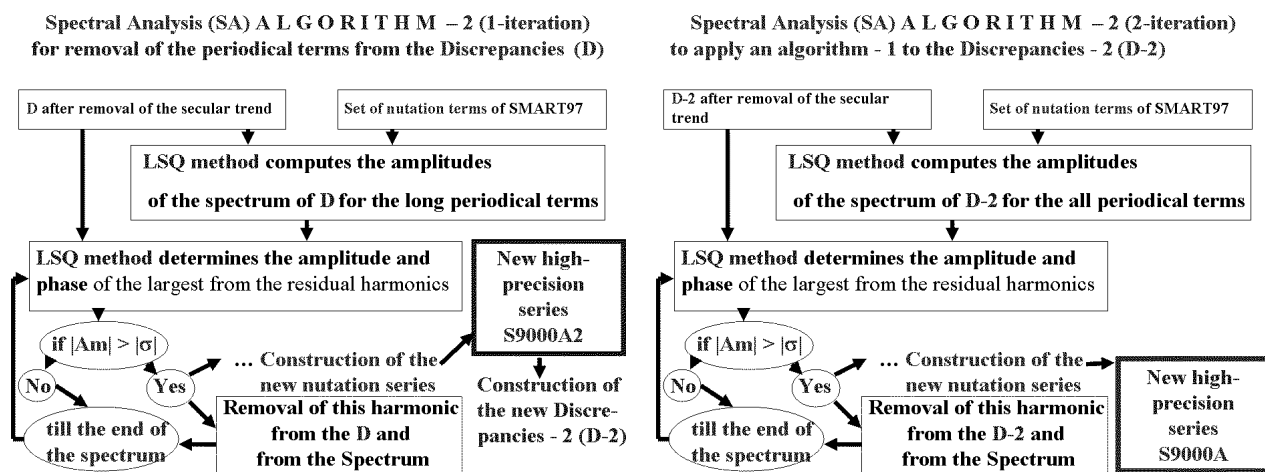 Spectral Analysis (SA) A L G O R I T H M – 2 (1-iteration)
for removal of the periodical terms from the Discrepancies (D)
D after removal of the secular trend
Set of nutation terms of SMART97
LSQ method computes the amplitudes
of the spectrum of D for the long periodical terms
LSQ method determines the amplitude and
phase of the largest from the residual harmonics
New high-
precision
series
S9000A2
if |Am| > |σ|
No
Yes
... Construction of the
new nutation series
Construction of
the new Discre-
pancies - 2 (D-2)
till the end of
the spectrum
Removal of this harmonic
from the D and
from the Spectrum
Spectral Analysis (SA) A L G O R I T H M – 2 (2-iteration)
to apply an algorithm - 1 to the Discrepancies - 2 (D-2)
D-2 after removal of the secular
trend
Set of nutation terms of SMART97
LSQ method computes the amplitudes
of the spectrum of D-2 for the all periodical terms
LSQ method determines the amplitude and
phase of the largest from the residual harmonics
if |Am| > |σ|
No
Yes
... Construction of the
new nutation series
New high-
precision
series
S9000A
till the end of
the spectrum
Removal of this harmonic
from the D-2 and
from the Spectrum